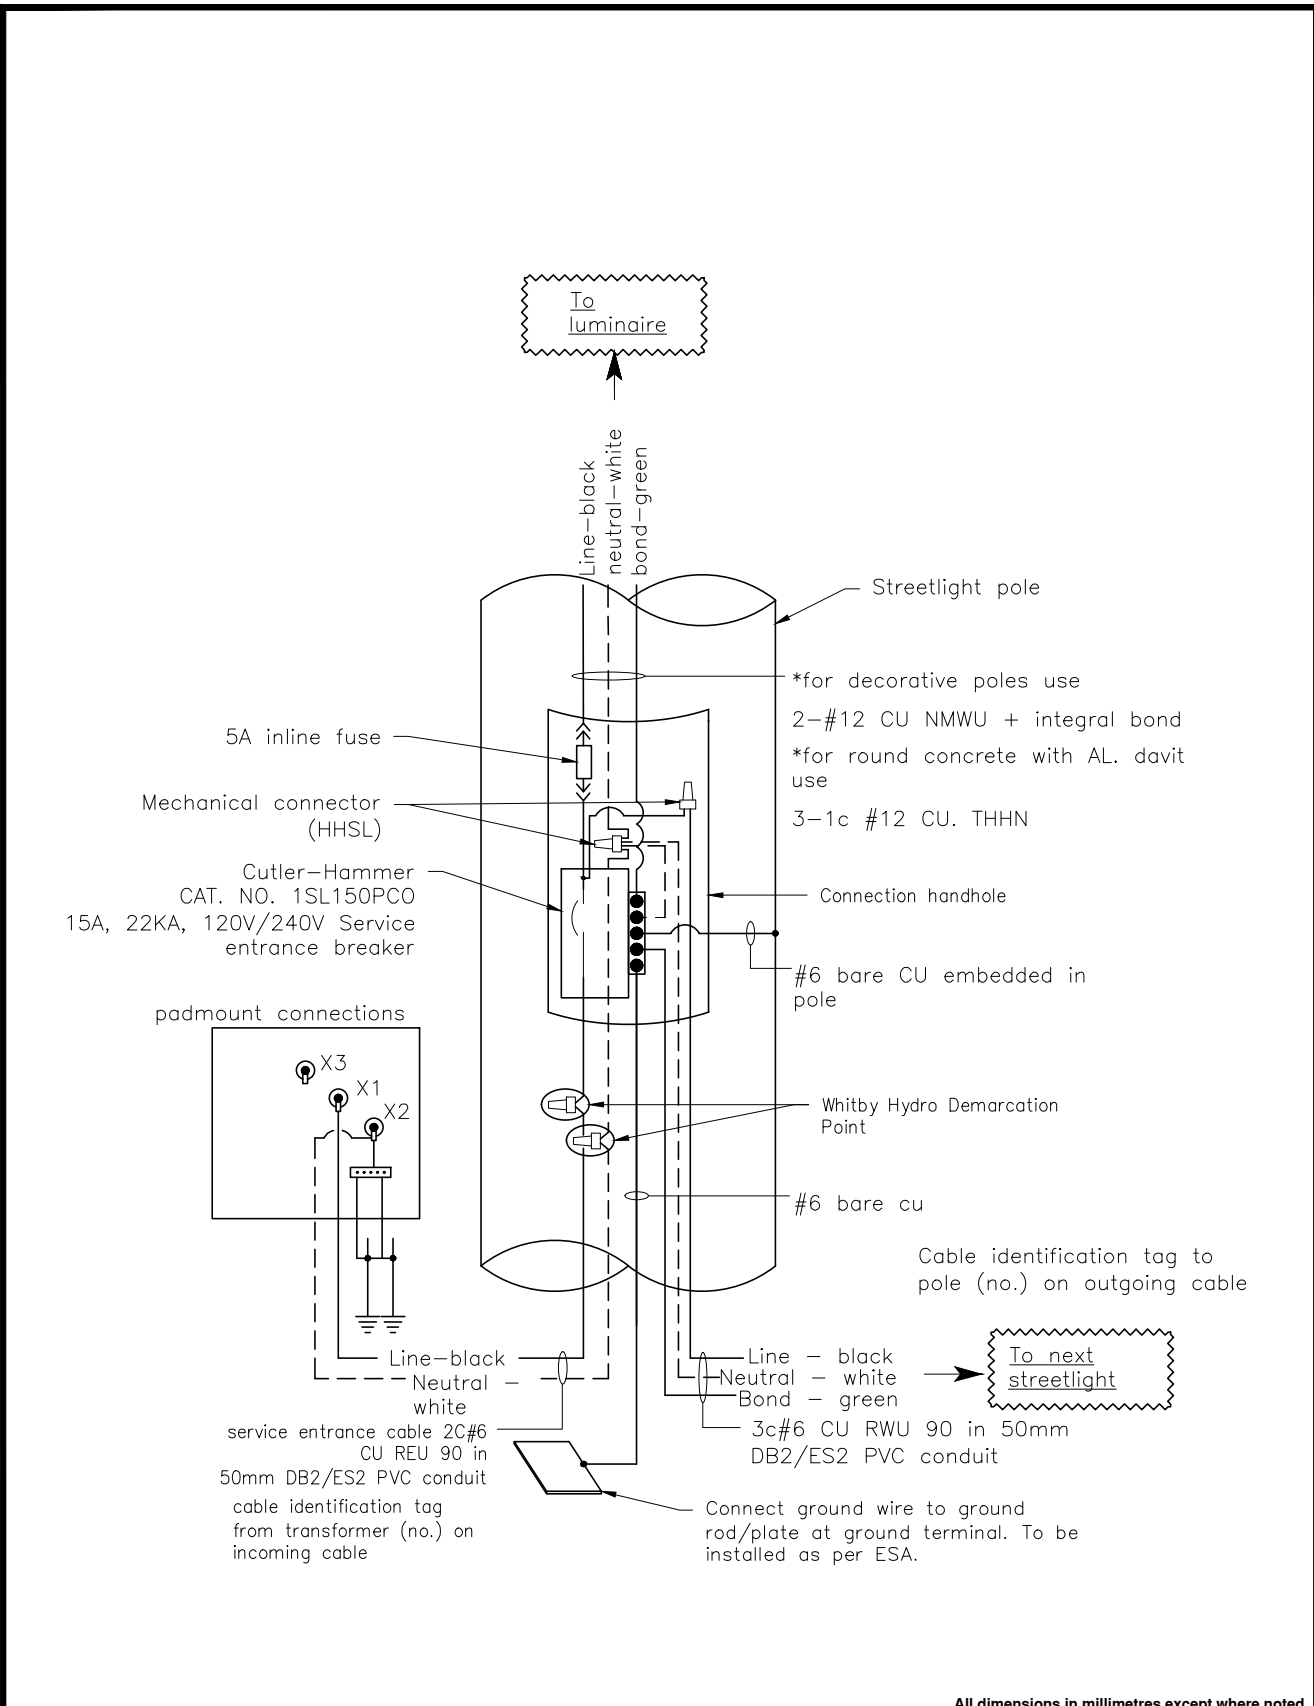 To
luminaire
Line-black
neutral-white
bond-green
Streetlight pole
*for decorative poles use
2-#12 CU NMWU + integral bond
*for round concrete with AL. davit
use
3-1c #12 CU. THHN
5A inline fuse
Mechanical connector
(HHSL)
Cutler-Hammer
CAT. NO. 1SL150PCO
15A, 22KA, 120V/240V Service
entrance breaker
Connection handhole
#6 bare CU embedded in
pole
padmount connections
X3
X1
X2
Whitby Hydro Demarcation
Point
#6 bare cu
Cable identification tag to
pole (no.) on outgoing cable
To next
streetlight
Line-black
Neutral -
white
Line - black
Neutral - white
Bond - green
service entrance cable 2C#6
CU REU 90 in
50mm DB2/ES2 PVC conduit
3c#6 CU RWU 90 in 50mm
DB2/ES2 PVC conduit
cable identification tag
from transformer (no.) on
incoming cable
Connect ground wire to ground
rod/plate at ground terminal. To be
installed as per ESA.
All dimensions in millimetres except where noted